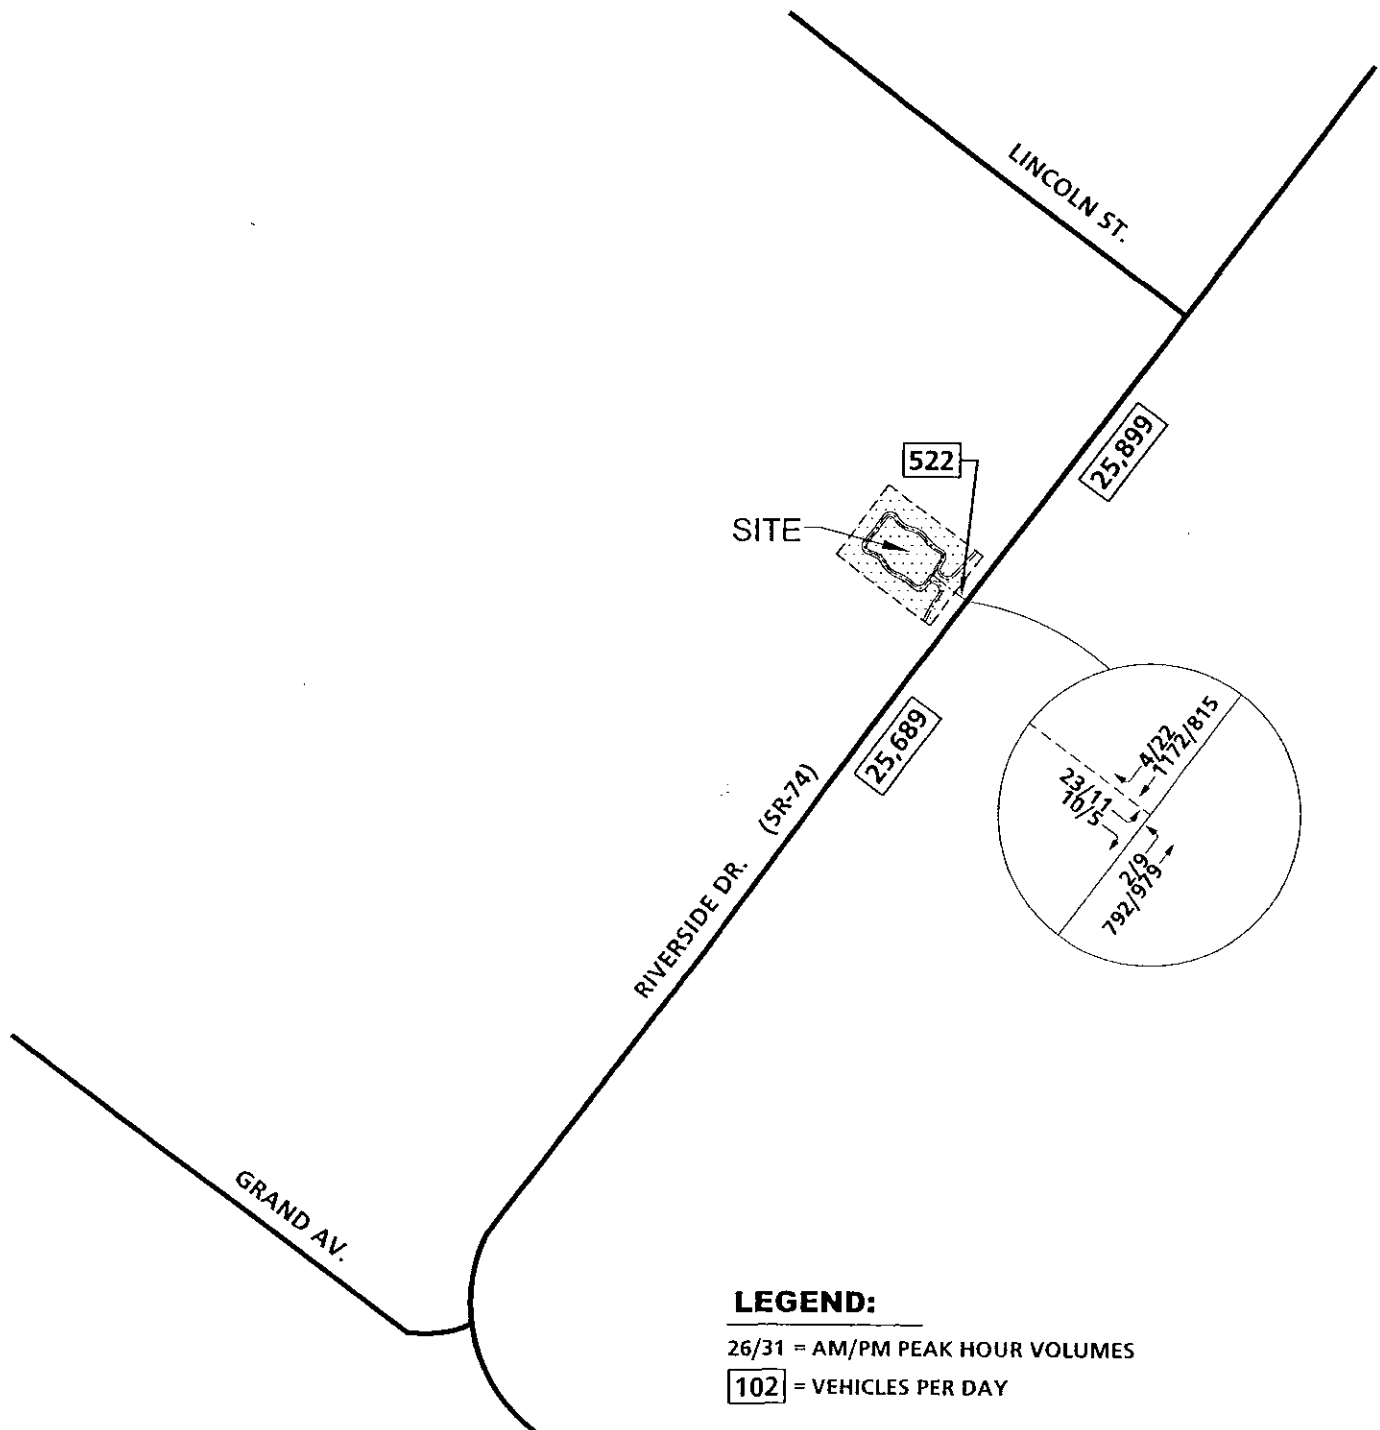 LINCOLN ST.
25,899
522
SITE
25,689
(SR-74)
RIVERSIDE DR.
4/22
1172/815
23/11
10/5
2/9
792/979
GRAND AV.
LEGEND:
26/31 = AM/PM PEAK HOUR VOLUMES
102 = VEHICLES PER DAY